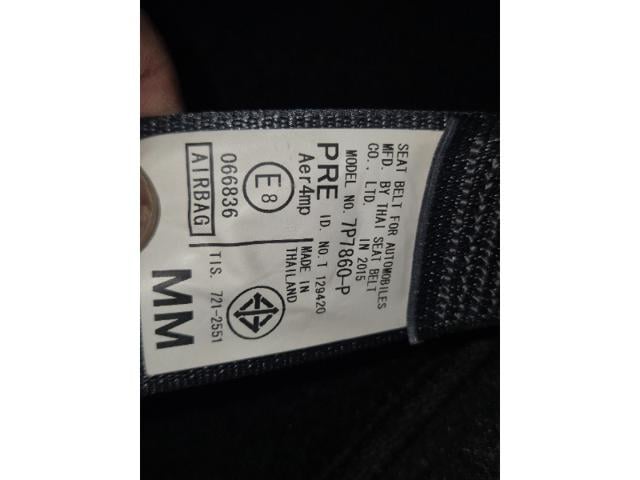 SEAT BELT FOR AUTOMOBILES
MFD. BY THAI SEAT BELT
CO., LTD. IN 2015
MODEL NO. 7P7860-P
PRE ID. NO.T 129420
Aer4mp
MADE IN
THAILAND
E8
066836
AIRBAG
TIS. 721-2551
MM